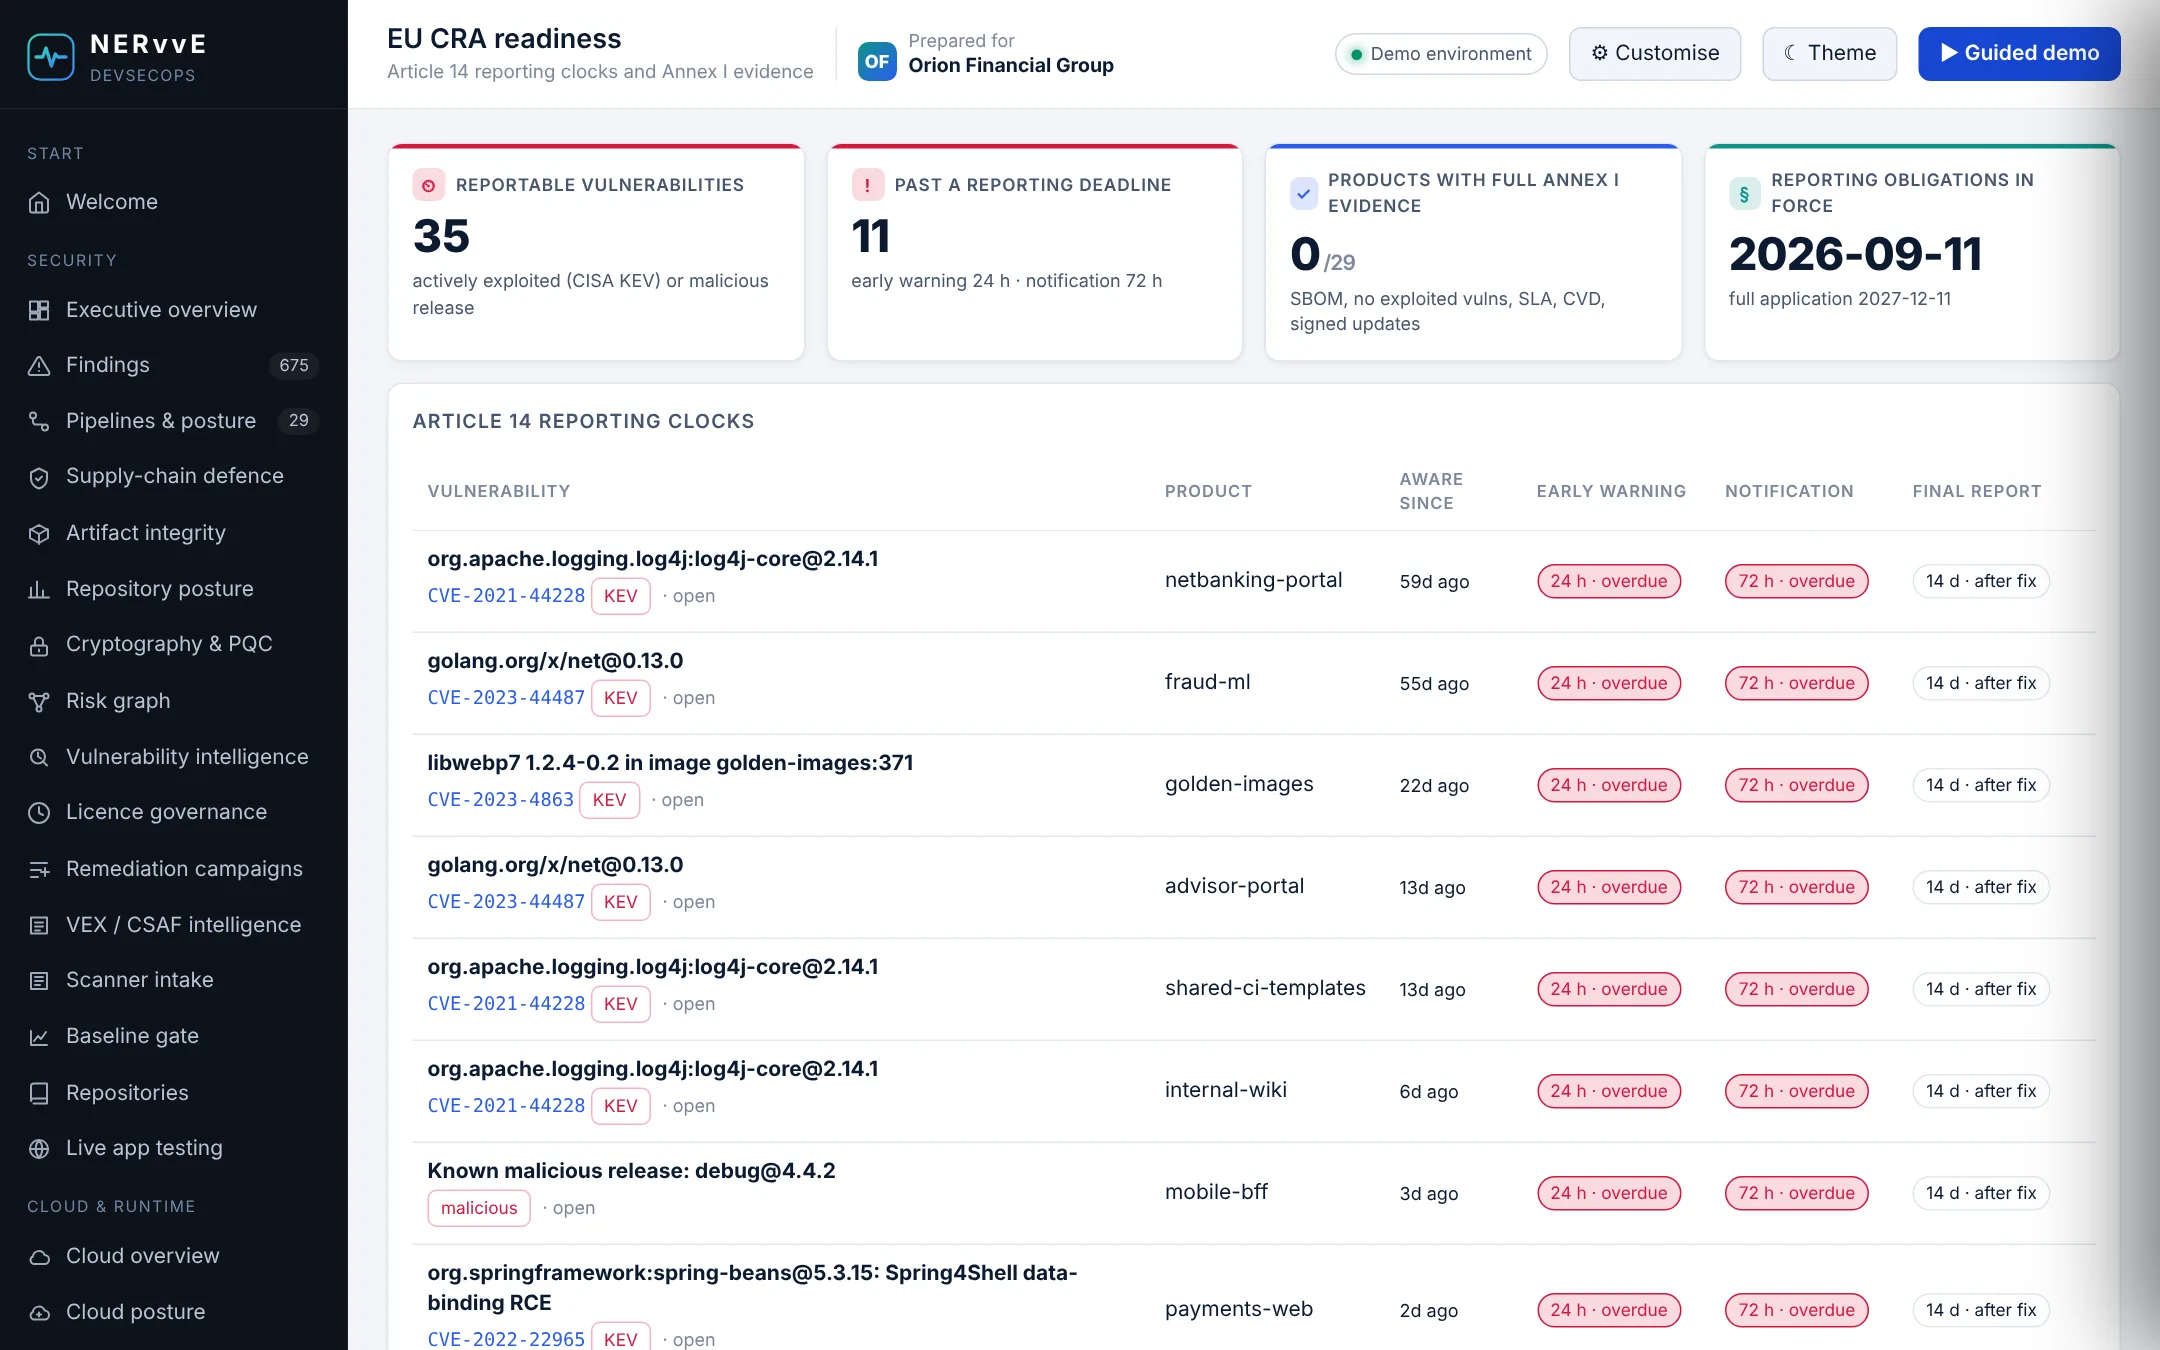 NERvvE
DEVSECOPS
START
Welcome
SECURITY
Executive overview
Findings 675
Pipelines & posture 29
Supply-chain defence
Artifact integrity
Repository posture
Cryptography & PQC
Risk graph
Vulnerability intelligence
Licence governance
Remediation campaigns
VEX / CSAF intelligence
Scanner intake
Baseline gate
Repositories
Live app testing
CLOUD & RUNTIME
Cloud overview
Cloud posture
EU CRA readiness
Article 14 reporting clocks and Annex I evidence
OF
Prepared for
Orion Financial Group
Demo environment
⚙ Customise
☾ Theme
▶ Guided demo
REPORTABLE VULNERABILITIES
35
actively exploited (CISA KEV) or malicious
release
! PAST A REPORTING DEADLINE
11
early warning 24 h · notification 72 h
✓ PRODUCTS WITH FULL ANNEX I
EVIDENCE
0/29
SBOM, no exploited vulns, SLA, CVD,
signed updates
§ REPORTING OBLIGATIONS IN
FORCE
2026-09-11
full application 2027-12-11
ARTICLE 14 REPORTING CLOCKS
VULNERABILITY PRODUCT AWARE SINCE EARLY WARNING NOTIFICATION FINAL REPORT
org.apache.logging.log4j:log4j-core@2.14.1
CVE-2021-44228 KEV · open
netbanking-portal 59d ago 24 h · overdue 72 h · overdue 14 d · after fix
golang.org/x/net@0.13.0
CVE-2023-44487 KEV · open
fraud-ml 55d ago 24 h · overdue 72 h · overdue 14 d · after fix
libwebp7 1.2.4-0.2 in image golden-images:371
CVE-2023-4863 KEV · open
golden-images 22d ago 24 h · overdue 72 h · overdue 14 d · after fix
golang.org/x/net@0.13.0
CVE-2023-44487 KEV · open
advisor-portal 13d ago 24 h · overdue 72 h · overdue 14 d · after fix
org.apache.logging.log4j:log4j-core@2.14.1
CVE-2021-44228 KEV · open
shared-ci-templates 13d ago 24 h · overdue 72 h · overdue 14 d · after fix
org.apache.logging.log4j:log4j-core@2.14.1
CVE-2021-44228 KEV · open
internal-wiki 6d ago 24 h · overdue 72 h · overdue 14 d · after fix
Known malicious release: debug@4.4.2
malicious · open
mobile-bff 3d ago 24 h · overdue 72 h · overdue 14 d · after fix
org.springframework:spring-beans@5.3.15: Spring4Shell data-
binding RCE
CVE-2022-22965 KEV · open
payments-web 2d ago 24 h · overdue 72 h · overdue 14 d · after fix